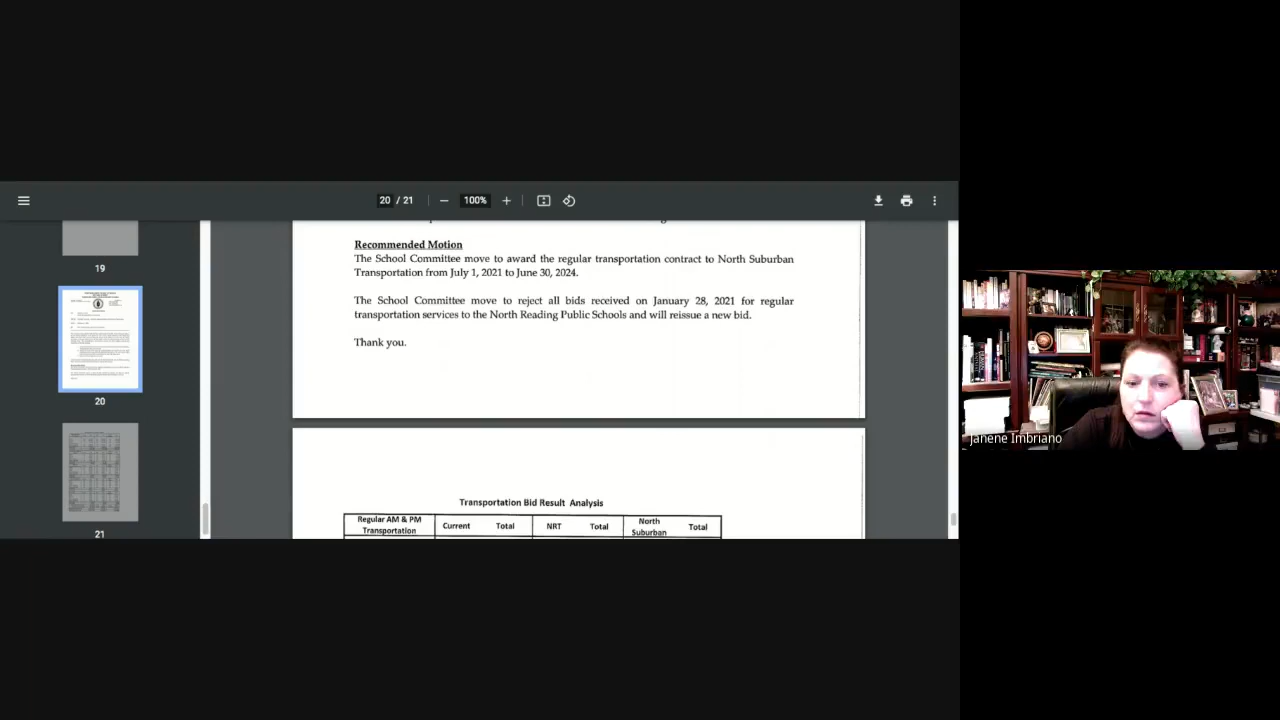 20 / 21
100%
19
20
21
Recommended Motion
The School Committee move to award the regular transportation contract to North Suburban
Transportation from July 1, 2021 to June 30, 2024.
The School Committee move to reject all bids received on January 28, 2021 for regular
transportation services to the North Reading Public Schools and will reissue a new bid.
Thank you.
Transportation Bid Result Analysis
Regular AM & PM
Transportation
Current
Total
NRT
Total
North
Suburban
Total
Janene Imbriano